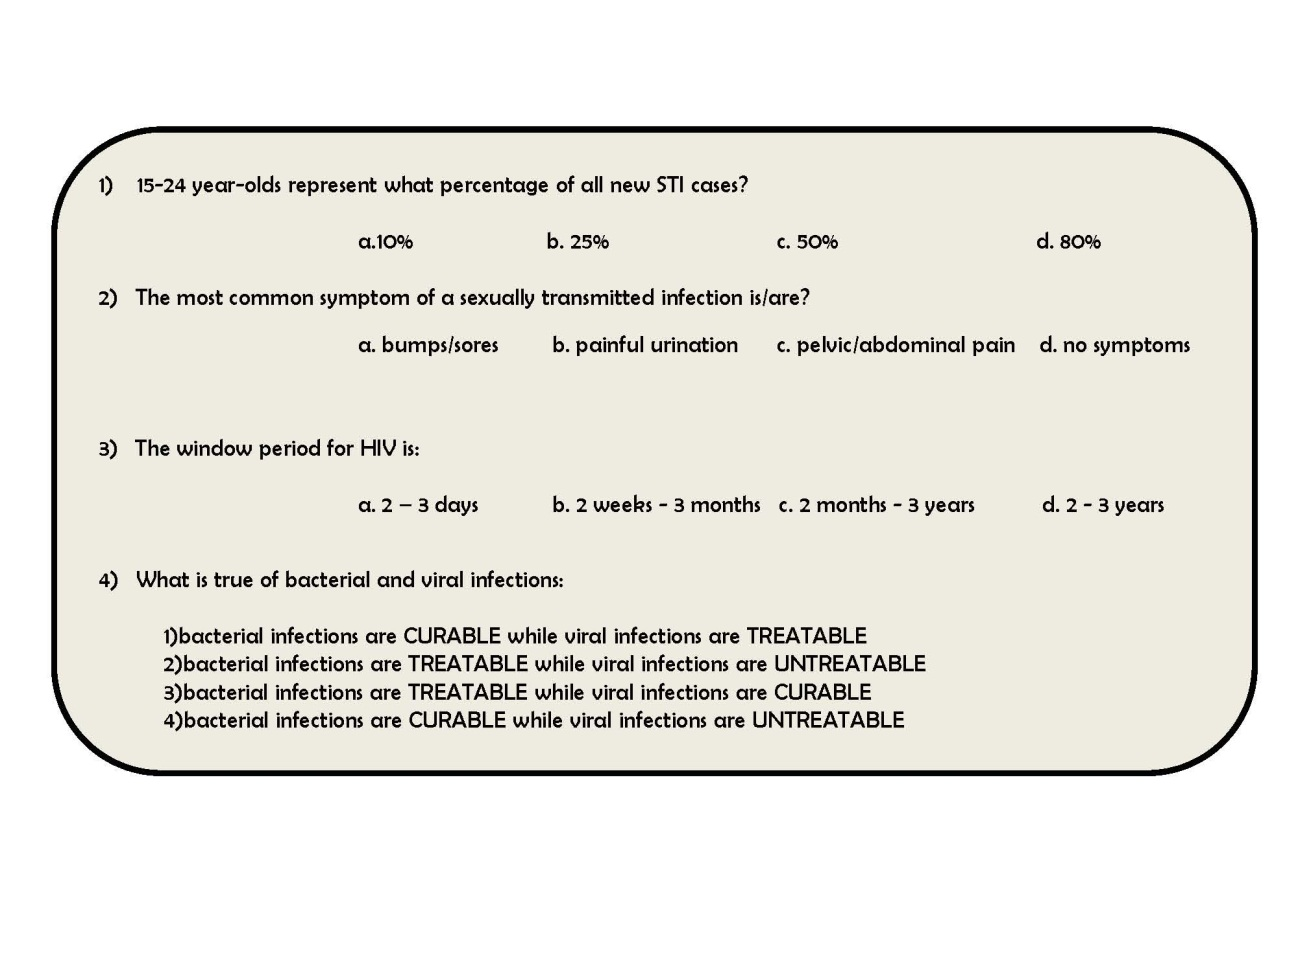 1) 15-24 year-olds represent what percentage of all new STI cases?
a.10% b. 25% c. 50% d. 80%
2) The most common symptom of a sexually transmitted infection is/are?
a. bumps/sores b. painful urination c. pelvic/abdominal pain d. no symptoms
3) The window period for HIV is:
a. 2 – 3 days b. 2 weeks - 3 months c. 2 months - 3 years d. 2 - 3 years
4) What is true of bacterial and viral infections:
1)bacterial infections are CURABLE while viral infections are TREATABLE
2)bacterial infections are TREATABLE while viral infections are UNTREATABLE
3)bacterial infections are TREATABLE while viral infections are CURABLE
4)bacterial infections are CURABLE while viral infections are UNTREATABLE